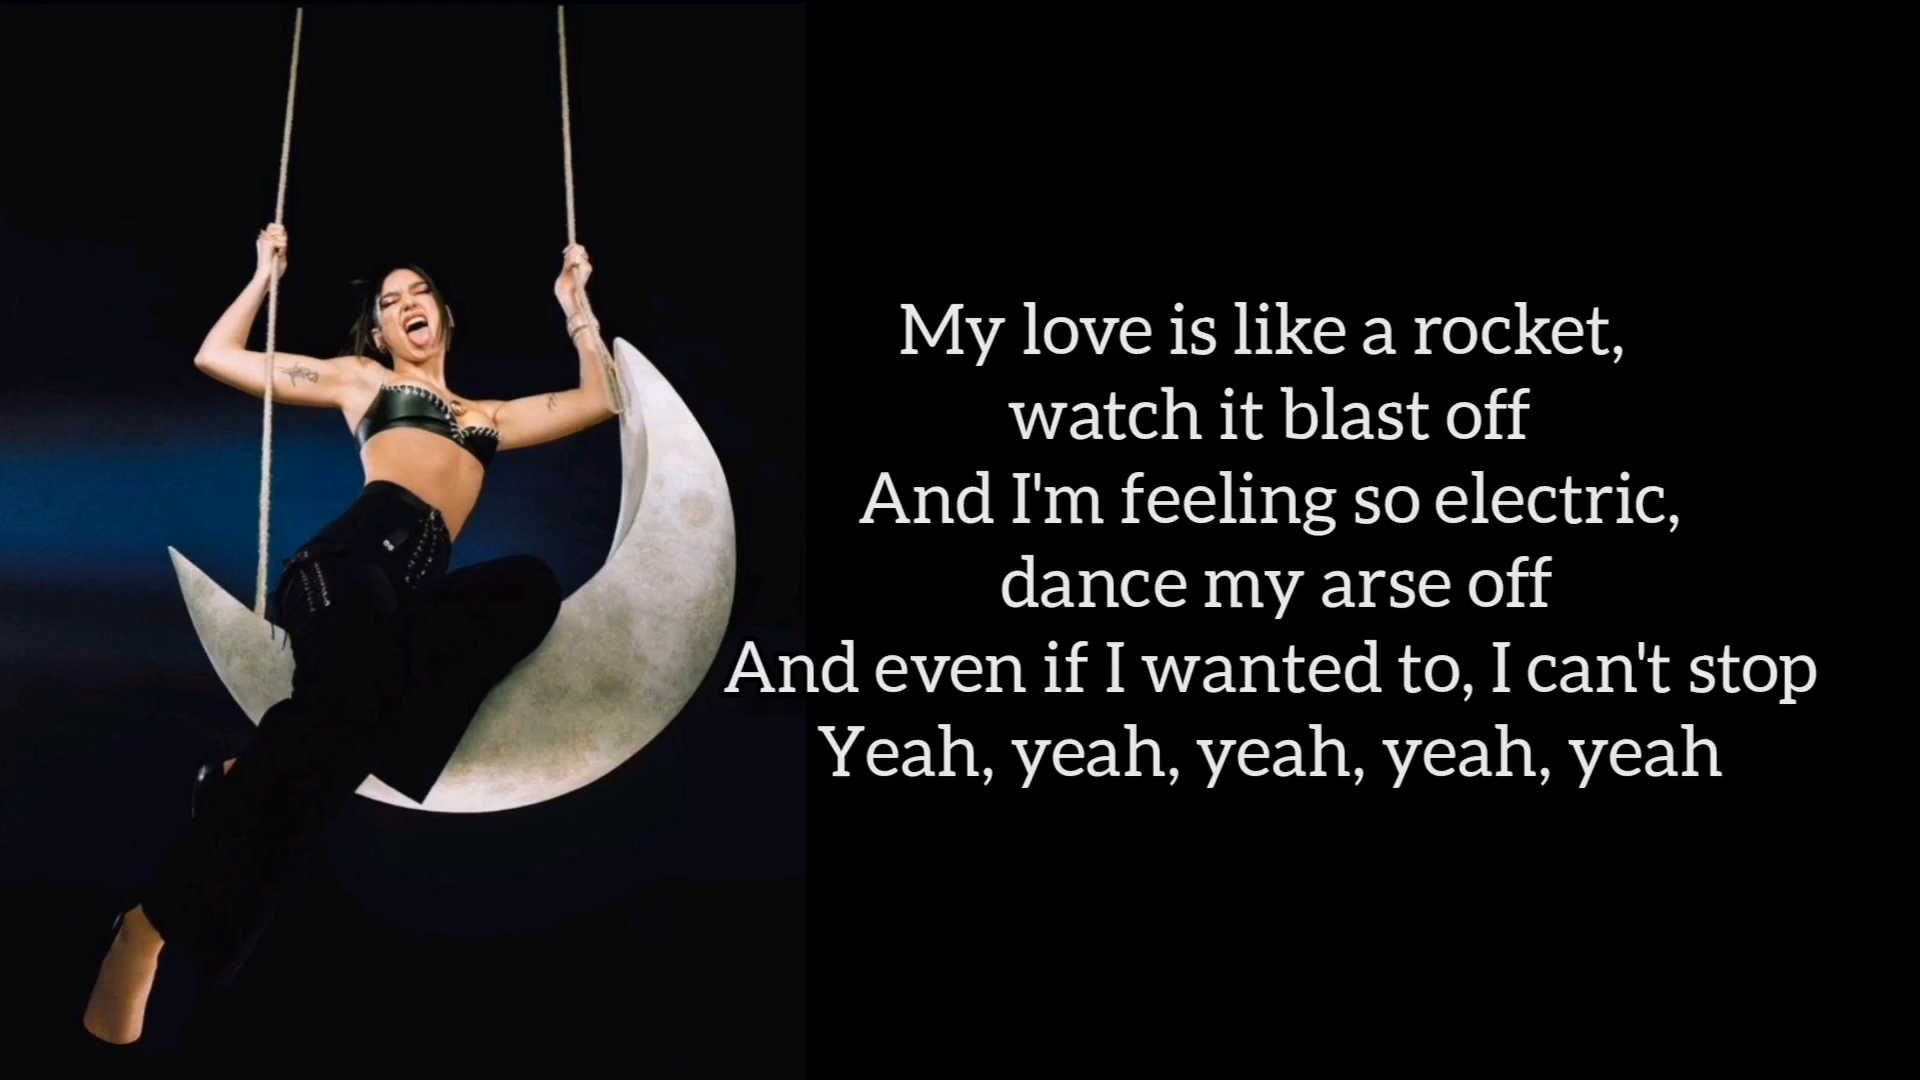 My love is like a rocket,
watch it blast off
And I'm feeling so electric,
dance my arse off
And even if I wanted to, I can't stop
Yeah, yeah, yeah, yeah, yeah